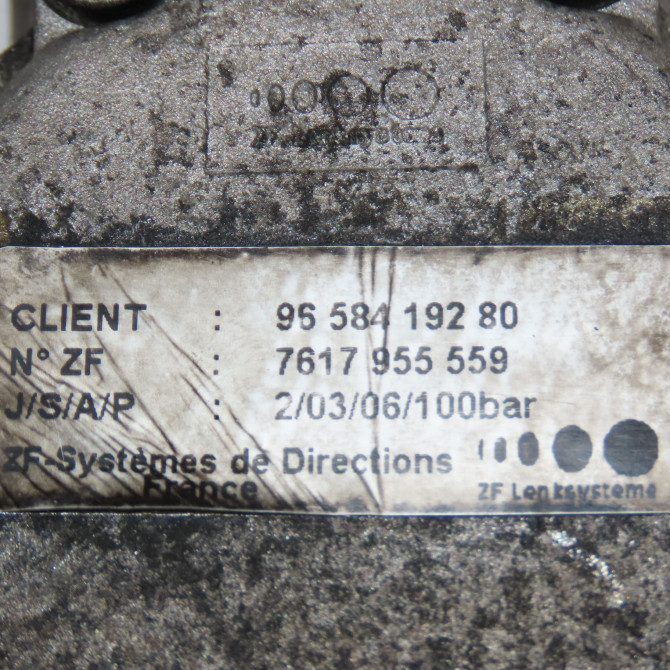 CLIENT : 96 584 192 80
N° ZF : 7617 955 559
J/S/A/P : 2/03/06/100bar
ZF-Systèmes de Directions
France
ZF Lenksysteme